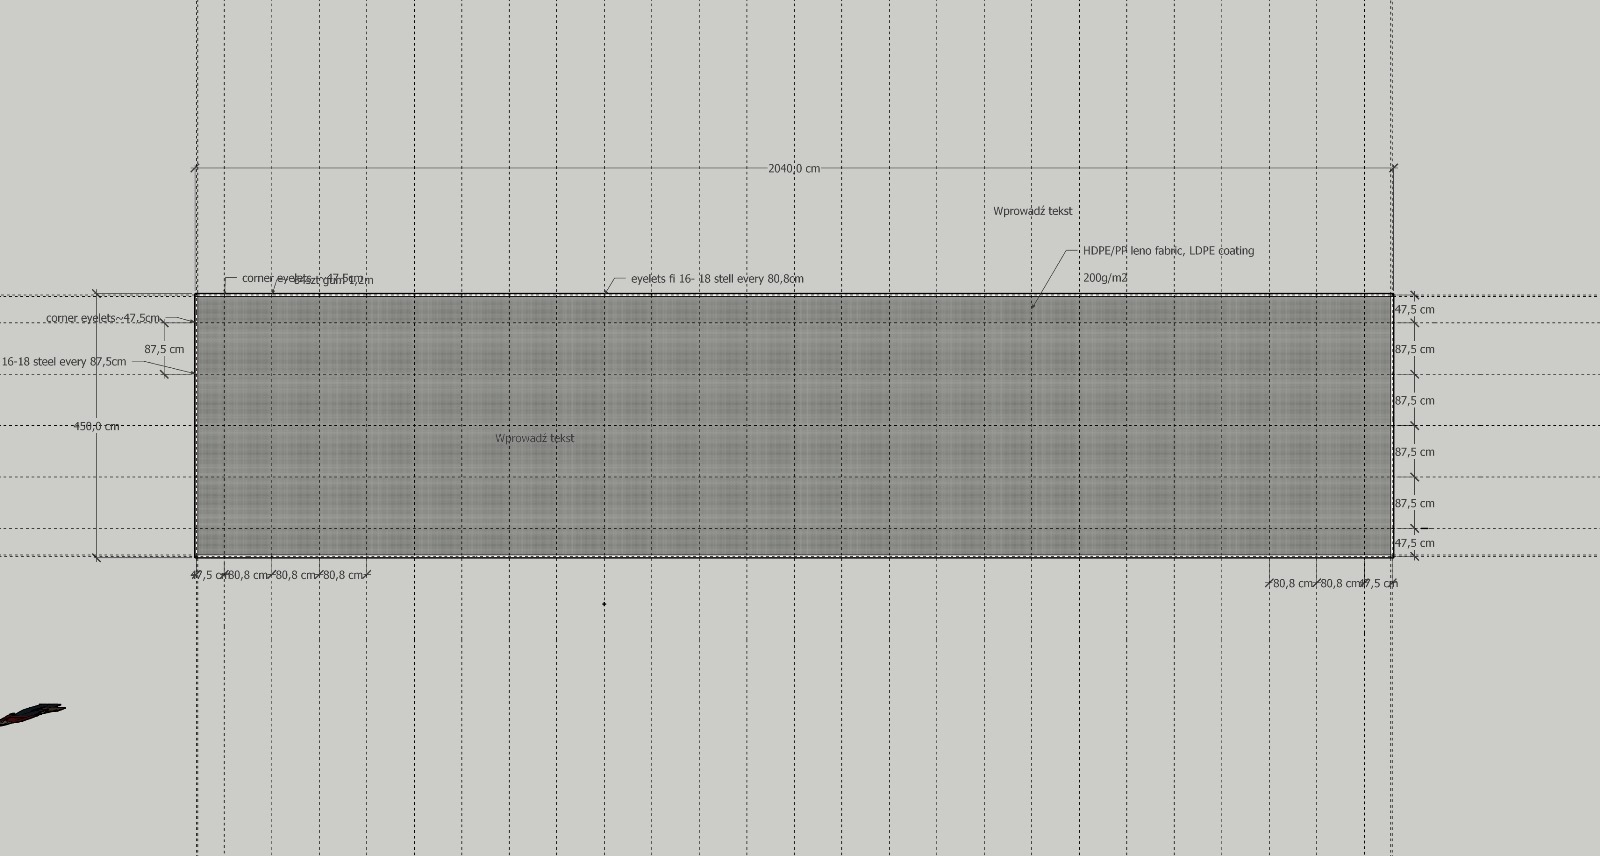 2040,0 cm
Wprowadź tekst
HDPE/PP leno fabric, LDPE coating
200g/m2
corner eyelets~ ~47,5cm
gum 1,2m
eyelets fi 16- 18 stell every 80,8cm
47,5 cm
corner eyelets~47,5cm
87,5 cm
87,5 cm
16-18 steel every 87,5cm
87,5 cm
450,0 cm
Wprowadź tekst
87,5 cm
87,5 cm
47,5 cm
47,5 cm
80,8 cm
80,8 cm
80,8 cm
80,8 cm
80,8 cm
47,5 cm